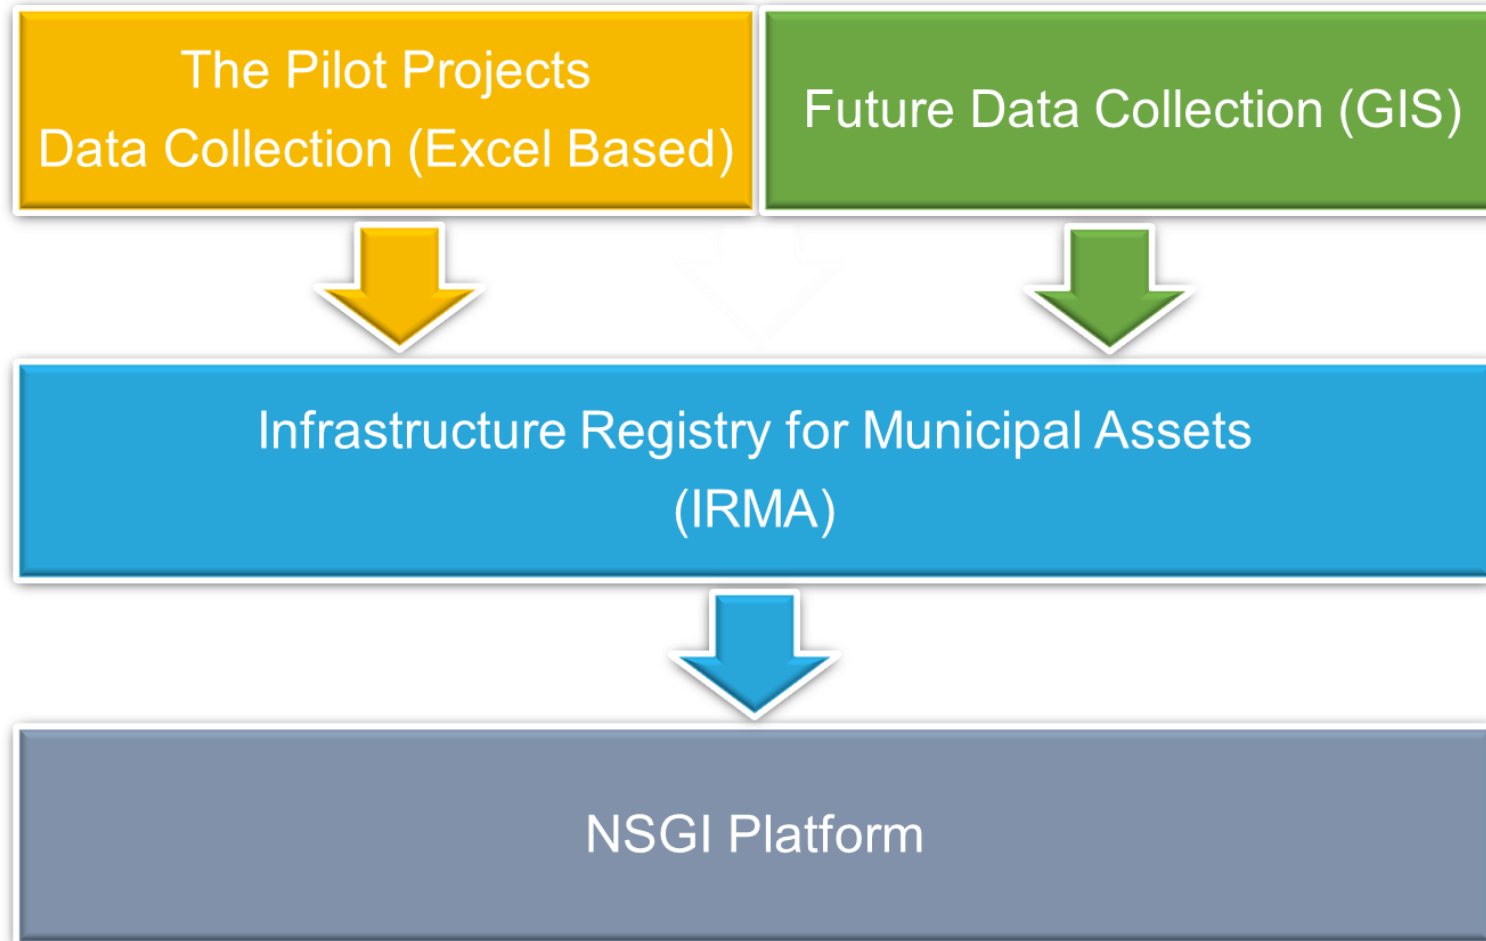 The Pilot Projects
Data Collection (Excel Based)
Future Data Collection (GIS)
Infrastructure Registry for Municipal Assets
(IRMA)
NSGI Platform